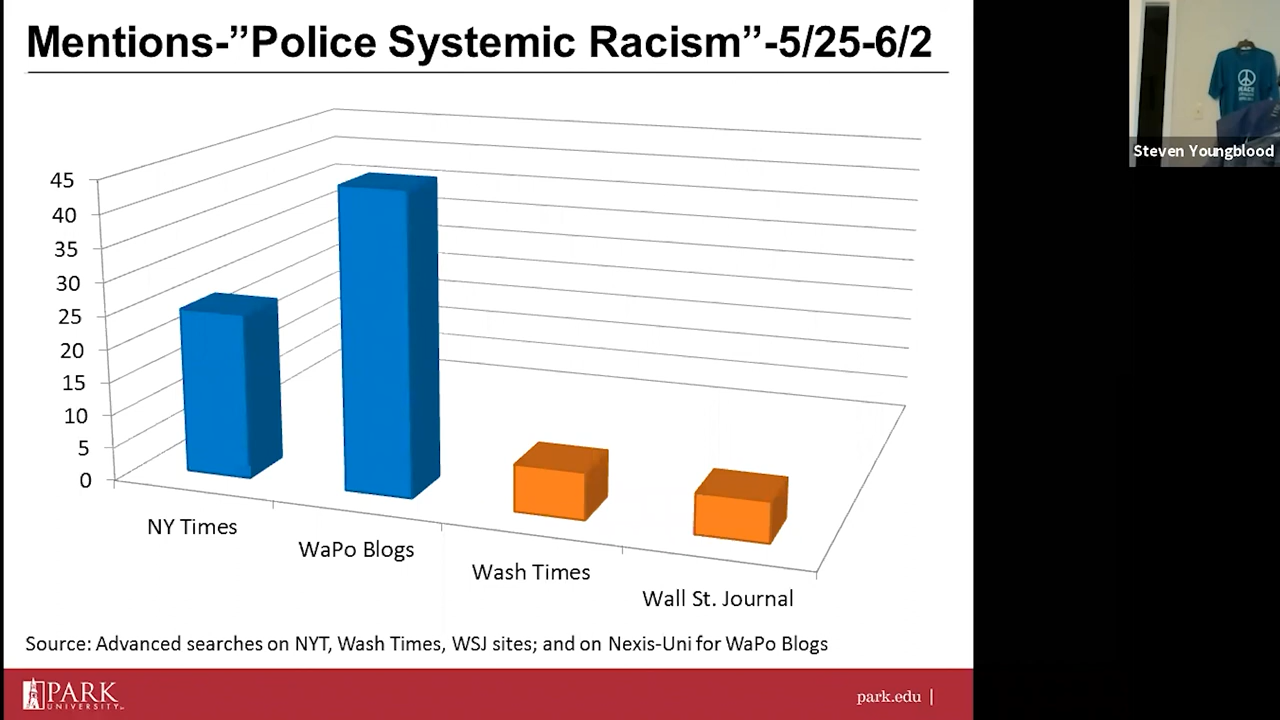 Mentions-”Police Systemic Racism”-5/25-6/2
45
40
35
30
25
20
15
10
5
0
NY Times
WaPo Blogs
Wash Times
Wall St. Journal
Source: Advanced searches on NYT, Wash Times, WSJ sites; and on Nexis-Uni for WaPo Blogs
PARK
UNIVERSITY
park.edu |
Steven Youngblood